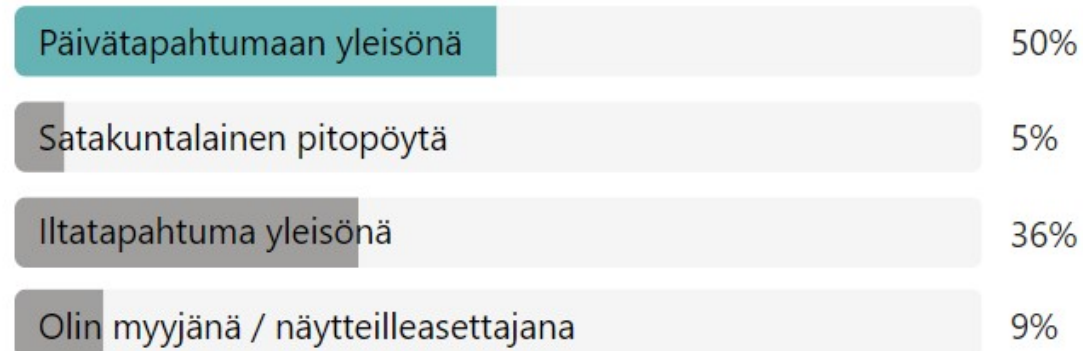 Päivätapahtumaan yleisönä 50%
Satakuntalainen pitopöytä 5%
Iltatapahtuma yleisönä 36%
Olin myyjänä / näytteilleasettajana 9%